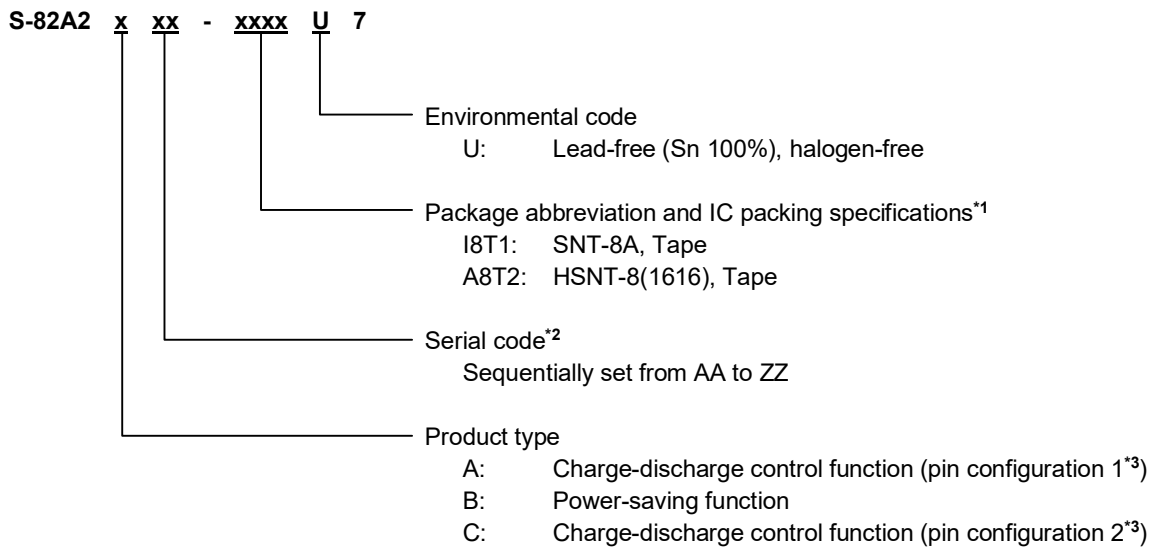 S-82A2 x xx - xxxx U 7
Environmental code
U: Lead-free (Sn 100%), halogen-free
Package abbreviation and IC packing specifications*1
I8T1: SNT-8A, Tape
A8T2: HSNT-8(1616), Tape
Serial code*2
Sequentially set from AA to ZZ
Product type
A: Charge-discharge control function (pin configuration 1*3)
B: Power-saving function
C: Charge-discharge control function (pin configuration 2*3)